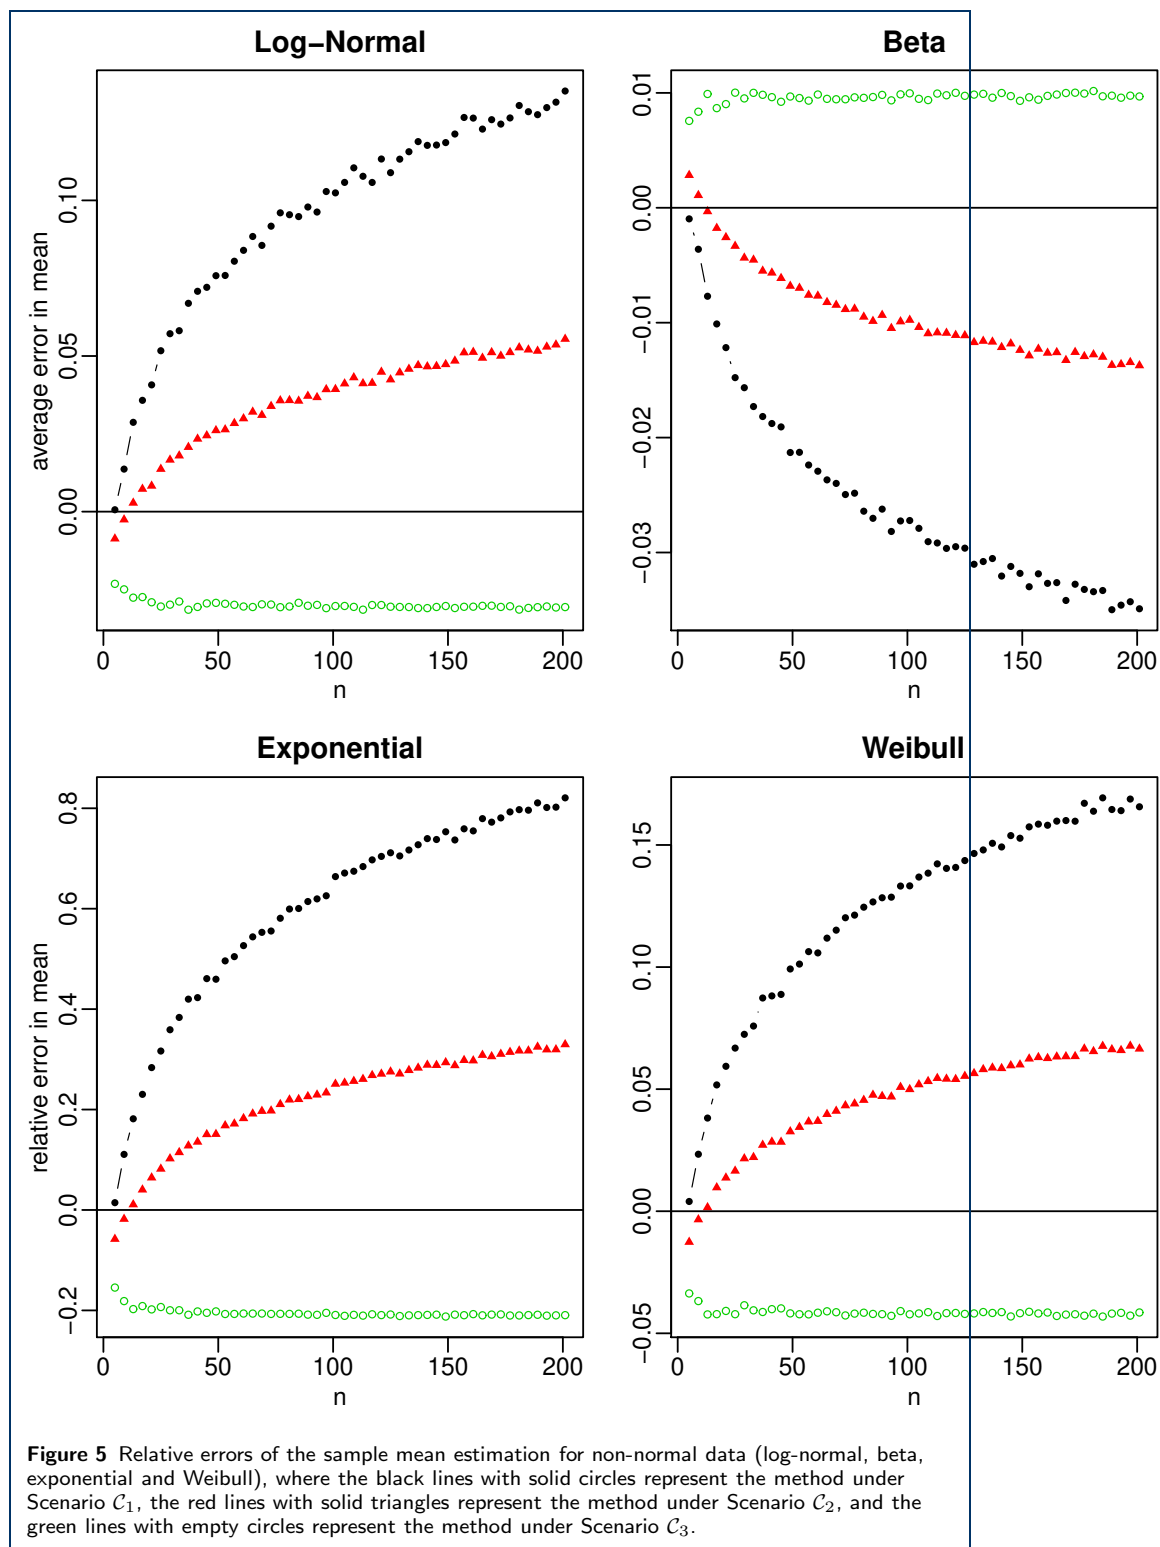 Log−Normal
Beta
average error in mean
0.00
0.05
0.10
0
50
100
150
200
n
−0.03
−0.02
−0.01
0.00
0.01
0
50
100
150
200
n
Exponential
Weibull
relative error in mean
−0.2
0.0
0.2
0.4
0.6
0.8
0
50
100
150
200
n
−0.05
0.00
0.05
0.10
0.15
0
50
100
150
200
n
Figure 5 Relative errors of the sample mean estimation for non-normal data (log-normal, beta,
exponential and Weibull), where the black lines with solid circles represent the method under
Scenario 𝒞₁, the red lines with solid triangles represent the method under Scenario 𝒞₂, and the
green lines with empty circles represent the method under Scenario 𝒞₃.